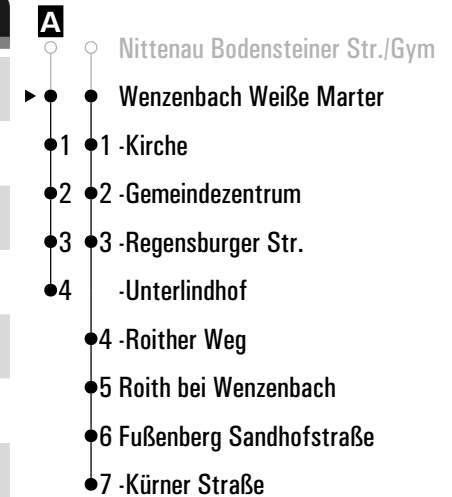 A
Nittenau Bodensteiner Str./Gym
Wenzenbach Weiße Marter
1 1 -Kirche
2 2 -Gemeindezentrum
3 3 -Regensburger Str.
4 -Unterlindhof
4 -Roither Weg
5 Roith bei Wenzenbach
6 Fußenberg Sandhofstraße
7 -Kürner Straße